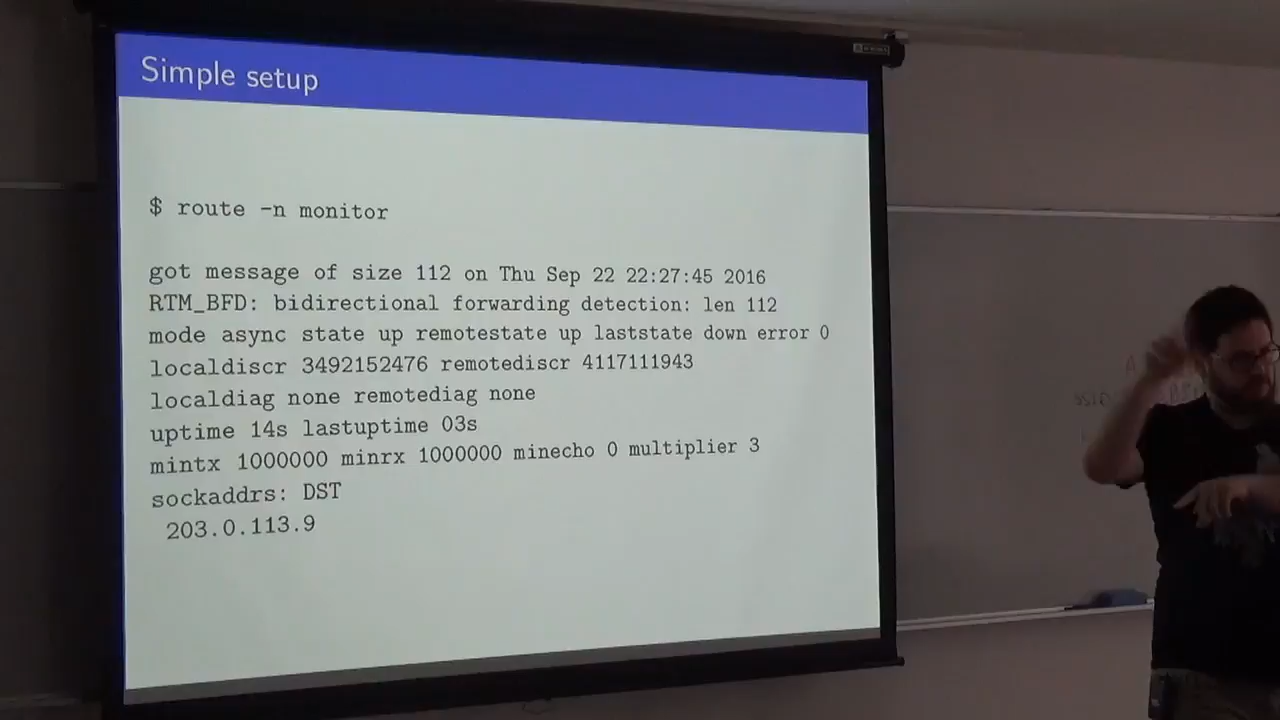 Simple setup
$ route -n monitor
got message of size 112 on Thu Sep 22 22:27:45 2016
RTM_BFD: bidirectional forwarding detection: len 112
mode async state up remotestate up laststate down error 0
localdiscr 3492152476 remotediscr 4117111943
localdiag none remotediag none
uptime 14s lastuptime 03s
mintx 1000000 minrx 1000000 minecho 0 multiplier 3
sockaddrs: DST
203.0.113.9